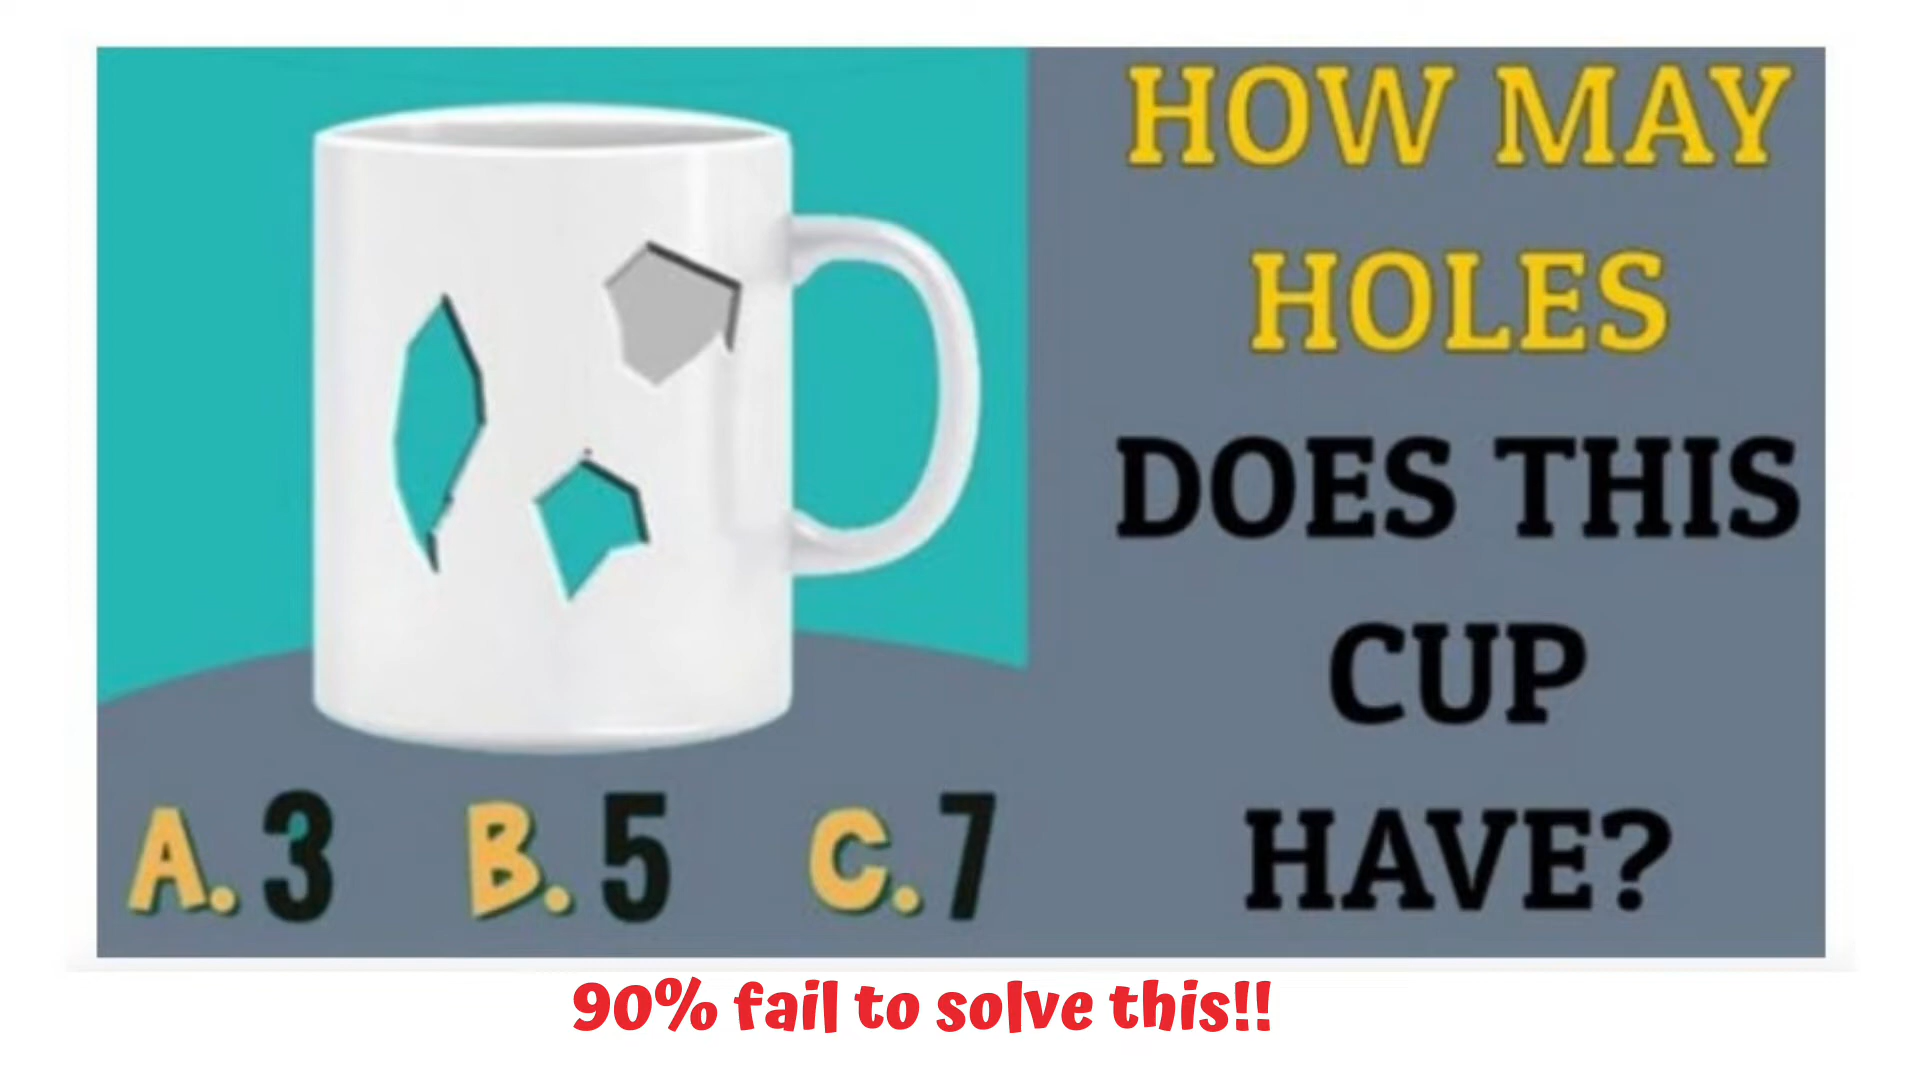 HOW MAY
HOLES
DOES THIS
CUP
HAVE?
A. 3 B. 5 C. 7
90% fail to solve this!!